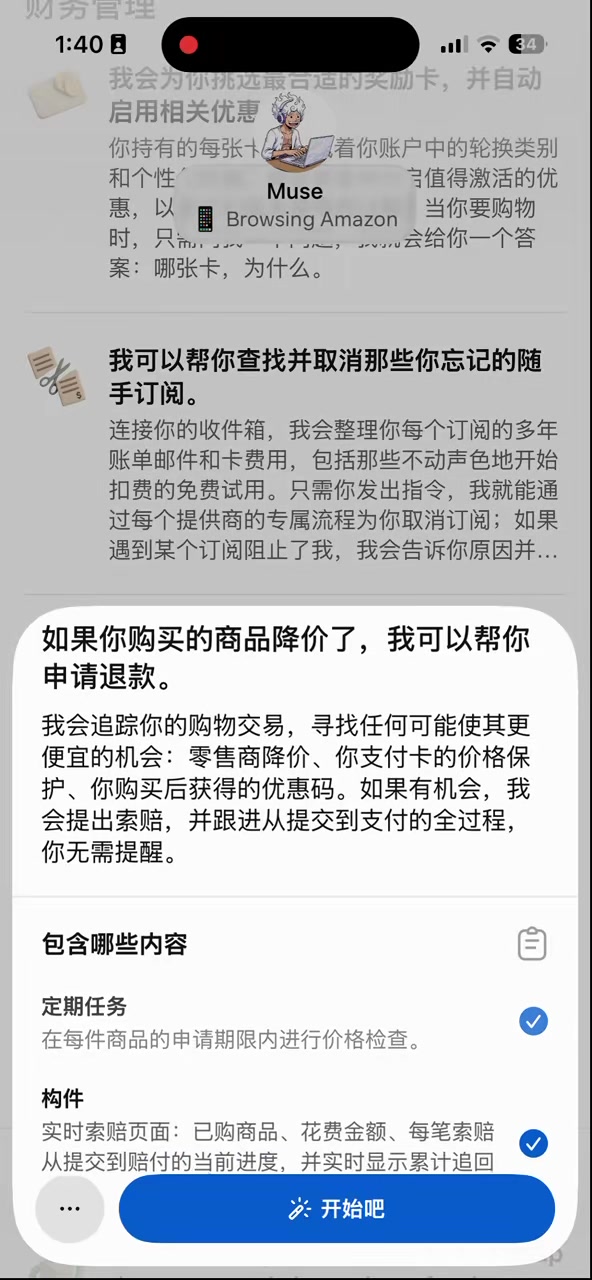 财务管理
1:40
34
我会为你挑选最合适的奖励卡，并自动
启用相关优惠
你持有的每张卡 着你账户中的轮换类别
和个性 值得激活的优
惠，以 当你要购物
时，只 会给你一个答
案：哪张卡，为什么。
Muse
Browsing Amazon
我可以帮你查找并取消那些你忘记的随
手订阅。
连接你的收件箱，我会整理你每个订阅的多年
账单邮件和卡费用，包括那些不动声色地开始
扣费的免费试用。只需你发出指令，我就能通
过每个提供商的专属流程为你取消订阅；如果
遇到某个订阅阻止了我，我会告诉你原因并...
如果你购买的商品降价了，我可以帮你
申请退款。
我会追踪你的购物交易，寻找任何可能使其更
便宜的机会：零售商降价、你支付卡的价格保
护、你购买后获得的优惠码。如果有机会，我
会提出索赔，并跟进从提交到支付的全过程，
你无需提醒。
包含哪些内容
定期任务
在每件商品的申请期限内进行价格检查。
构件
实时索赔页面：已购商品、花费金额、每笔索赔
从提交到赔付的当前进度，并实时显示累计追回
开始吧